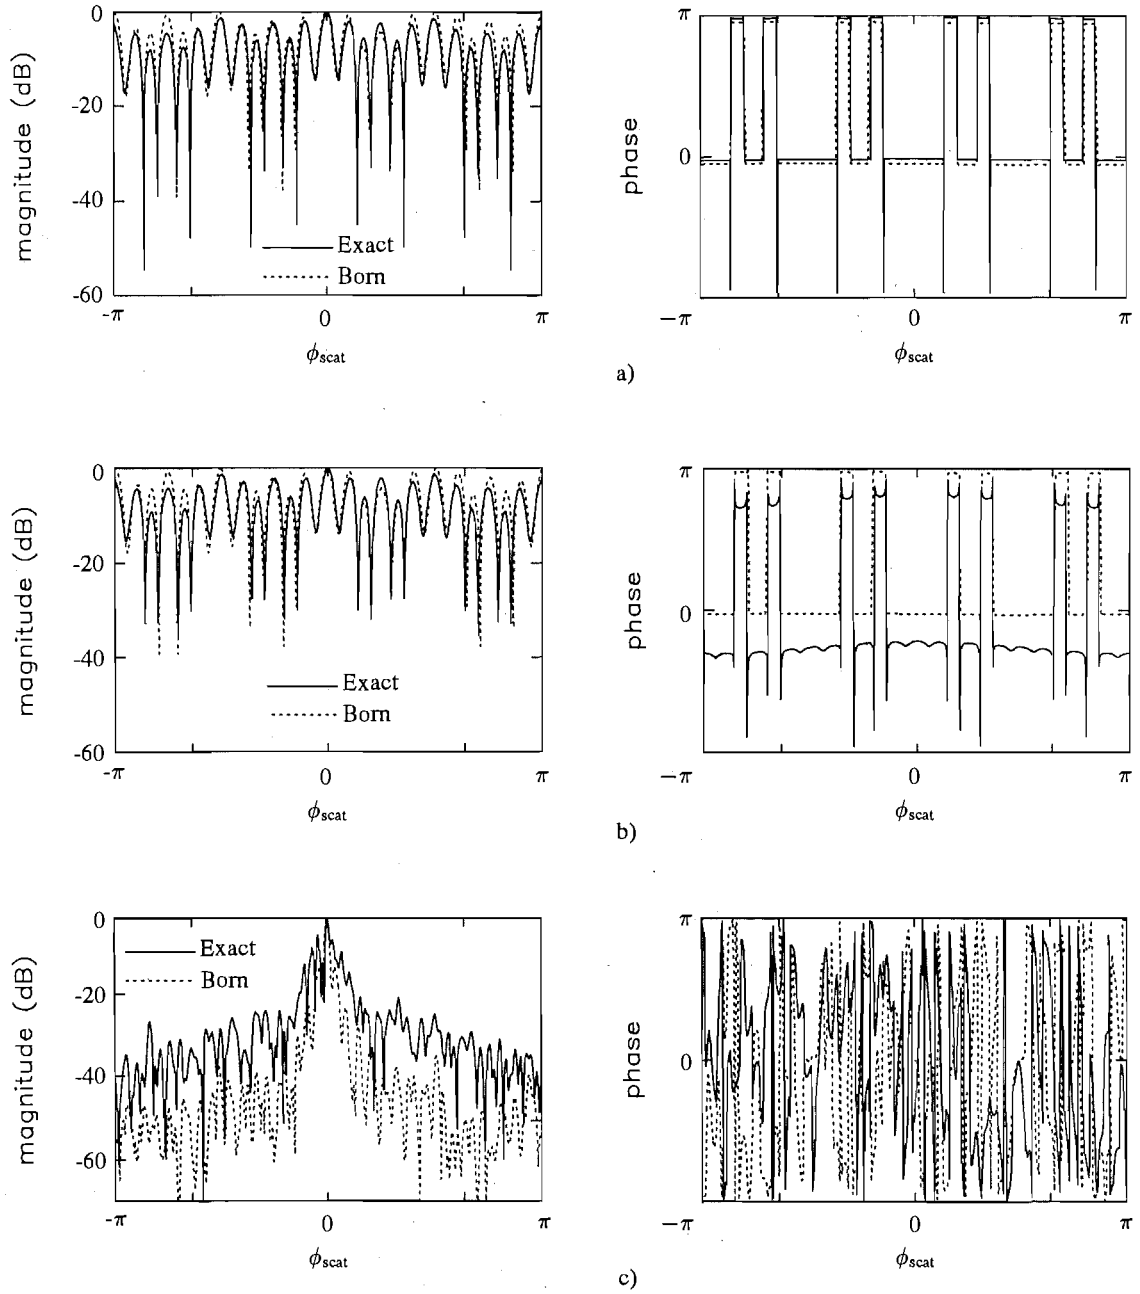 magnitude (dB)
0
-20
-40
-60
Exact
Born
-π
0
π
ϕscat
phase
π
0
−π
0
π
ϕscat
a)
magnitude (dB)
0
-20
-40
-60
Exact
Born
-π
0
π
ϕscat
phase
π
0
−π
0
π
ϕscat
b)
magnitude (dB)
0
-20
-40
-60
Exact
Born
-π
0
π
ϕscat
phase
π
0
−π
0
π
ϕscat
c)